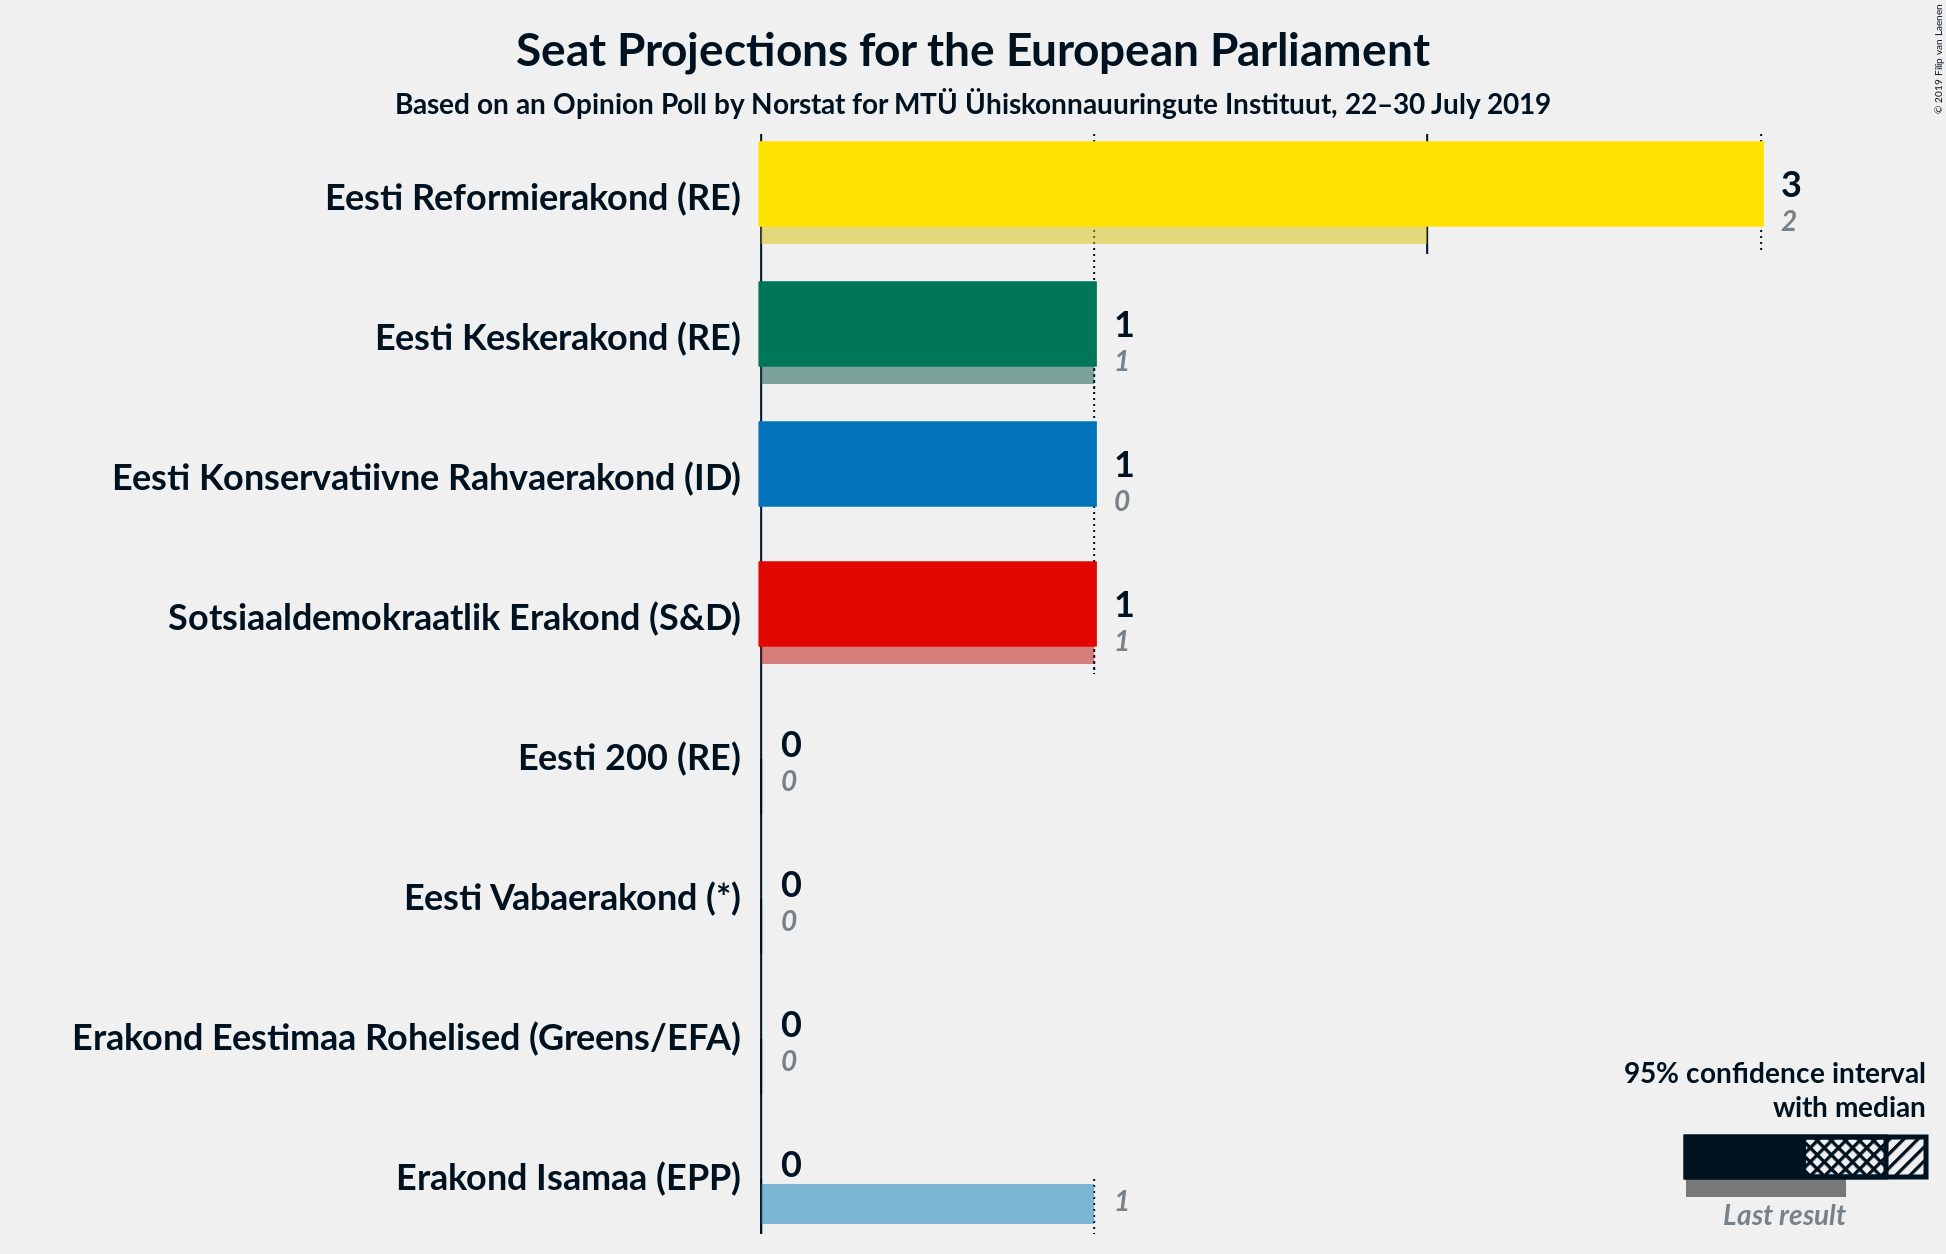 Seat Projections for the European Parliament
Based on an Opinion Poll by Norstat for MTÜ Ühiskonnauuringute Instituut, 22–30 July 2019
© 2019 Filip van Laenen
Eesti Reformierakond (RE)
3
2
Eesti Keskerakond (RE)
1
1
Eesti Konservatiivne Rahvaerakond (ID)
1
0
Sotsiaaldemokraatlik Erakond (S&D)
1
1
Eesti 200 (RE)
0
0
Eesti Vabaerakond (*)
0
0
Erakond Eestimaa Rohelised (Greens/EFA)
0
0
Erakond Isamaa (EPP)
0
1
95% confidence interval
with median
Last result